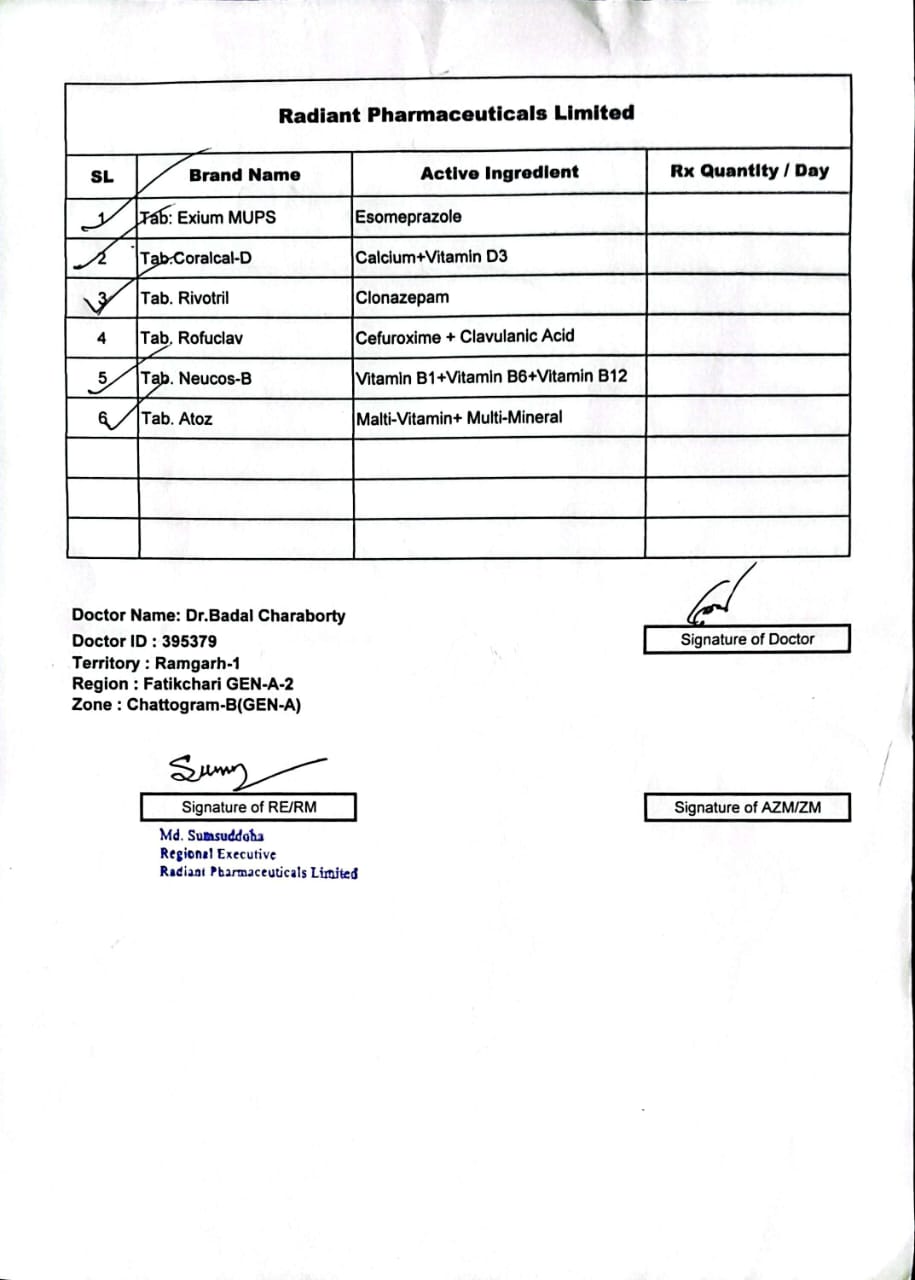 Radiant Pharmaceuticals Limited
SL Brand Name Active Ingredient Rx Quantity / Day
1 Tab: Exium MUPS Esomeprazole
2 Tab.Coralcal-D Calcium+Vitamin D3
3 Tab. Rivotril Clonazepam
4 Tab. Rofuclav Cefuroxime + Clavulanic Acid
5 Tab. Neucos-B Vitamin B1+Vitamin B6+Vitamin B12
6 Tab. Atoz Malti-Vitamin+ Multi-Mineral
Doctor Name: Dr.Badal Charaborty
Doctor ID : 395379
Territory : Ramgarh-1
Region : Fatikchari GEN-A-2
Zone : Chattogram-B(GEN-A)
Signature of Doctor
Signature of RE/RM
Signature of AZM/ZM
Md. Sumsuddoha
Regional Executive
Radiant Pharmaceuticals Limited